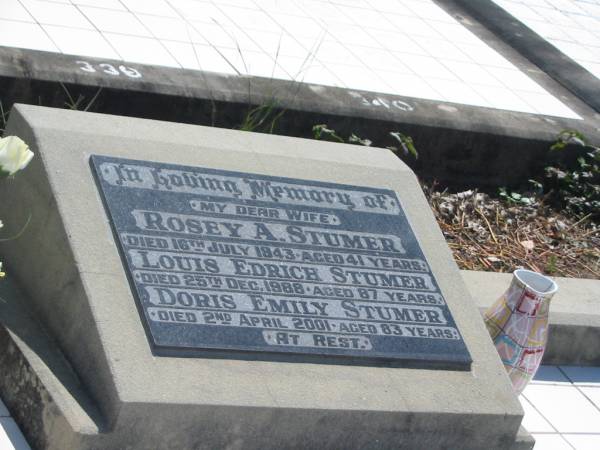 339
340
In Loving Memory of
· MY DEAR WIFE ·
ROSEY A. STUMER
DIED 16TH JULY 1943 · AGED 41 YEARS.
LOUIS EDRICH STUMER
· DIED 25TH DEC. 1988 · AGED 87 YEARS.
DORIS EMILY STUMER
· DIED 2ND APRIL 2001 · AGED 83 YEARS.
· AT REST.